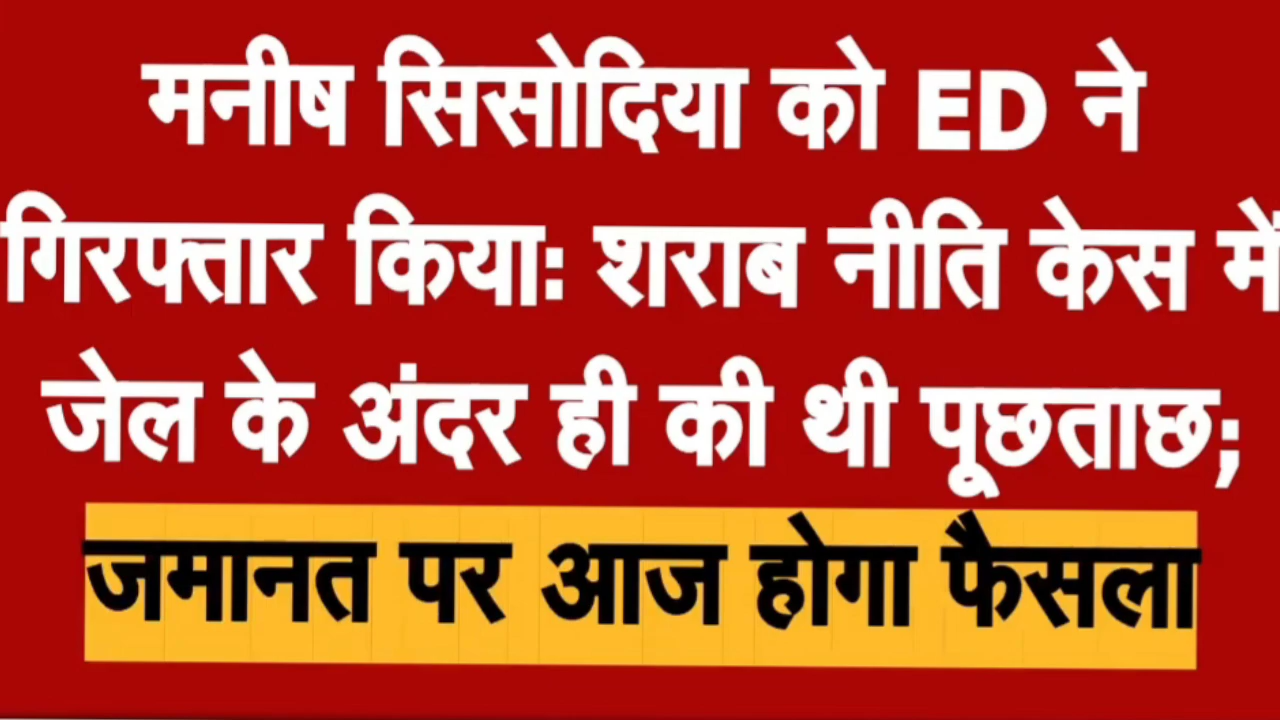 मनीष सिसोदिया को ED ने
गिरफ्तार किया: शराब नीति केस में
जेल के अंदर ही की थी पूछताछ;
जमानत पर आज होगा फैसला